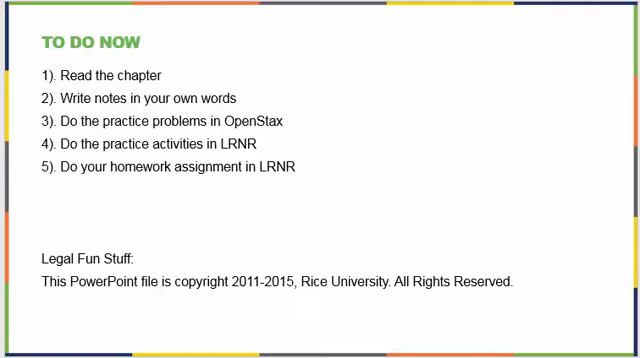 TO DO NOW
1). Read the chapter
2). Write notes in your own words
3). Do the practice problems in OpenStax
4). Do the practice activities in LRNR
5). Do your homework assignment in LRNR
Legal Fun Stuff:
This PowerPoint file is copyright 2011-2015, Rice University. All Rights Reserved.